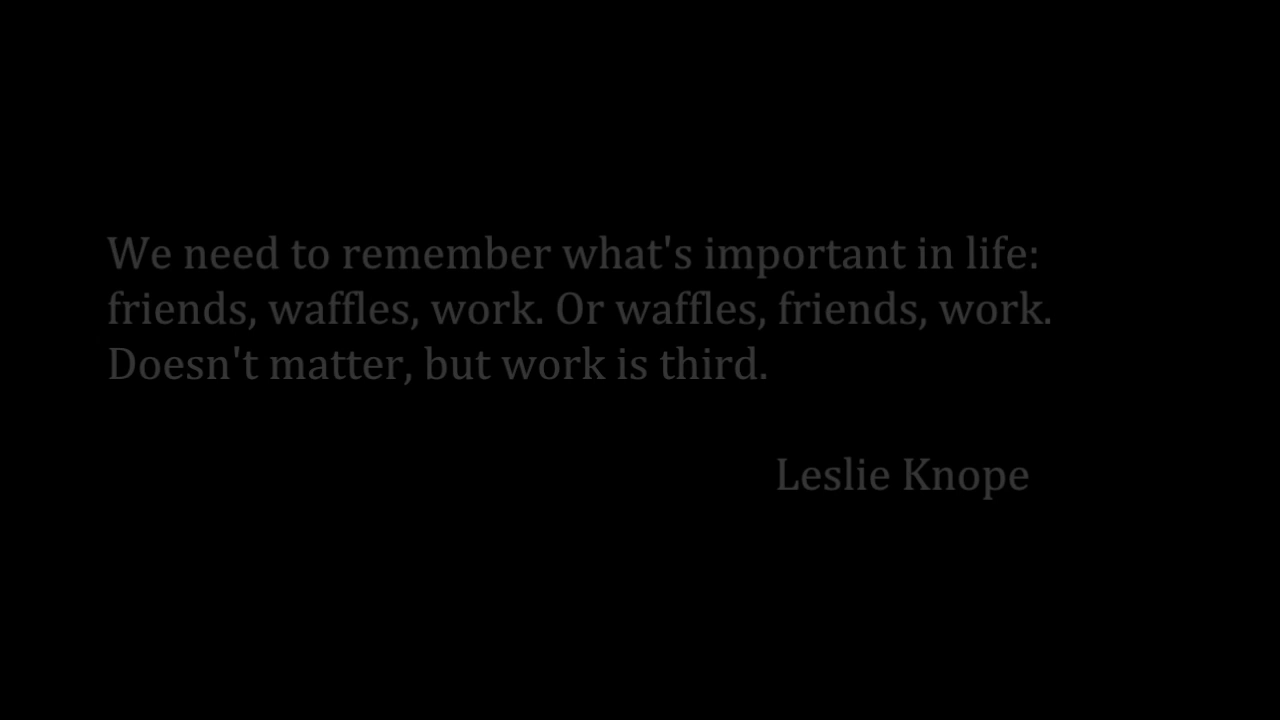 We need to remember what's important in life:
friends, waffles, work. Or waffles, friends, work.
Doesn't matter, but work is third.
Leslie Knope